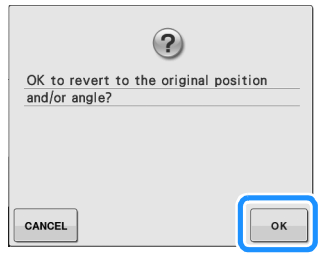 ?
OK to revert to the original position
and/or angle?
CANCEL
OK